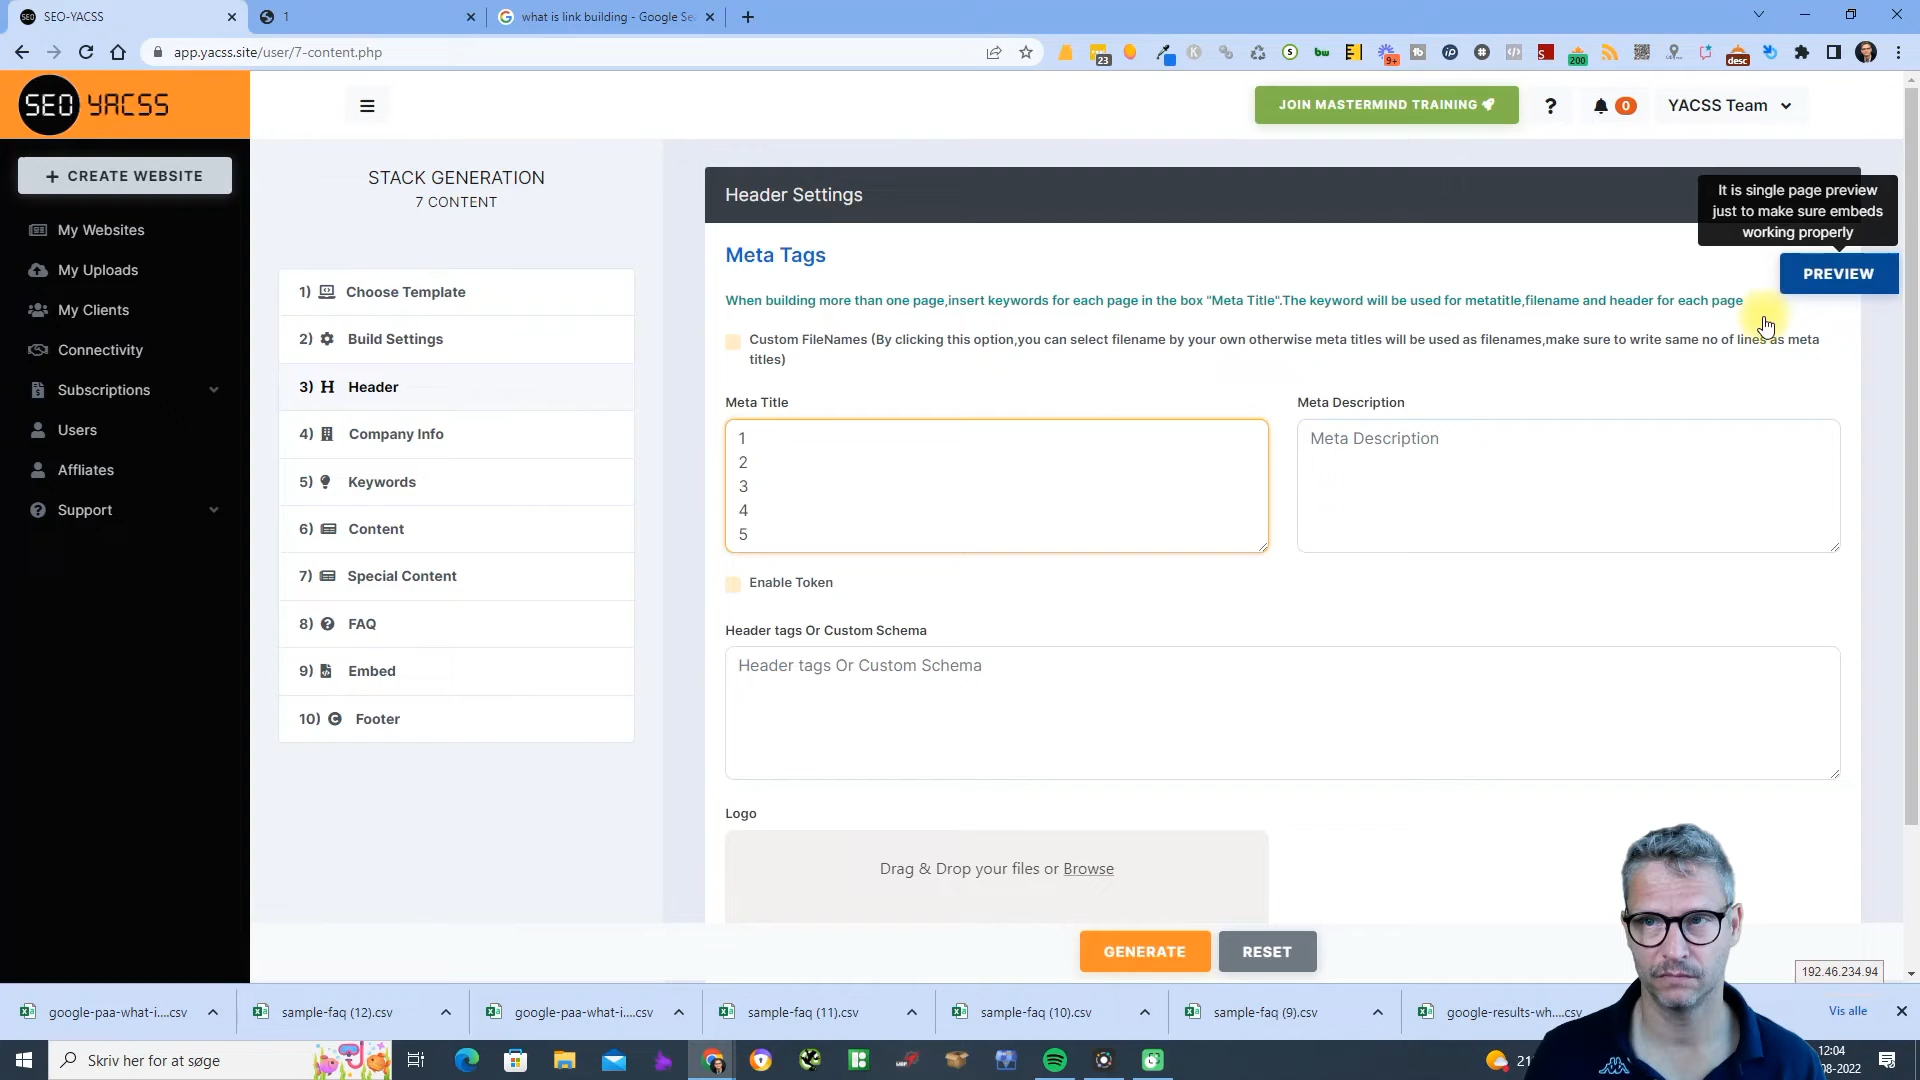 SEO-YACSS
1
what is link building - Google Se
app.yacss.site/user/7-content.php
23
9+
200
desc
SEO YACSS
JOIN MASTERMIND TRAINING
?
0
YACSS Team
+ CREATE WEBSITE
My Websites
My Uploads
My Clients
Connectivity
Subscriptions
Users
Affliates
Support
STACK GENERATION
7 CONTENT
1) Choose Template
2) Build Settings
3) H Header
4) Company Info
5) Keywords
6) Content
7) Special Content
8) FAQ
9) Embed
10) Footer
Header Settings
It is single page preview
just to make sure embeds
working properly
PREVIEW
Meta Tags
When building more than one page,insert keywords for each page in the box "Meta Title".The keyword will be used for metatitle,filename and header for each page
Custom FileNames (By clicking this option,you can select filename by your own otherwise meta titles will be used as filenames,make sure to write same no of lines as meta
titles)
Meta Title
1
2
3
4
5
Meta Description
Meta Description
Enable Token
Header tags Or Custom Schema
Header tags Or Custom Schema
Logo
Drag & Drop your files or Browse
GENERATE
RESET
192.46.234.94
google-paa-what-i....csv
sample-faq (12).csv
google-paa-what-i....csv
sample-faq (11).csv
sample-faq (10).csv
sample-faq (9).csv
google-results-wh....csv
Vis alle
Skriv her for at søge
21
12:04
08-2022